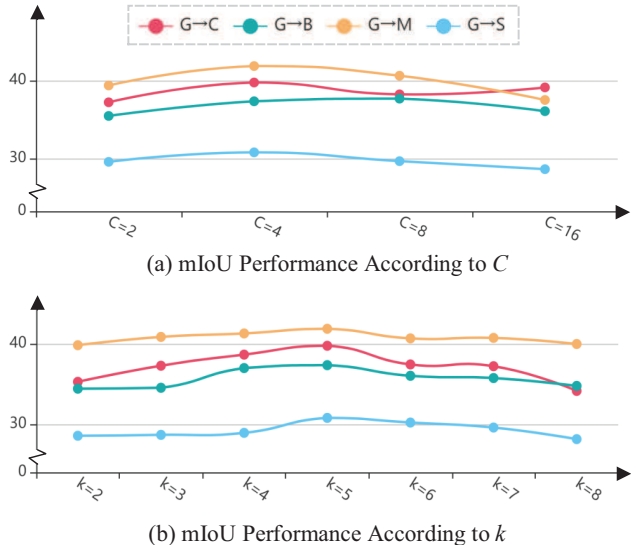 G→C G→B G→M G→S
40
30
0
C=2 C=4 C=8 C=16
(a) mIoU Performance According to C
40
30
0
k=2 k=3 k=4 k=5 k=6 k=7 k=8
(b) mIoU Performance According to k